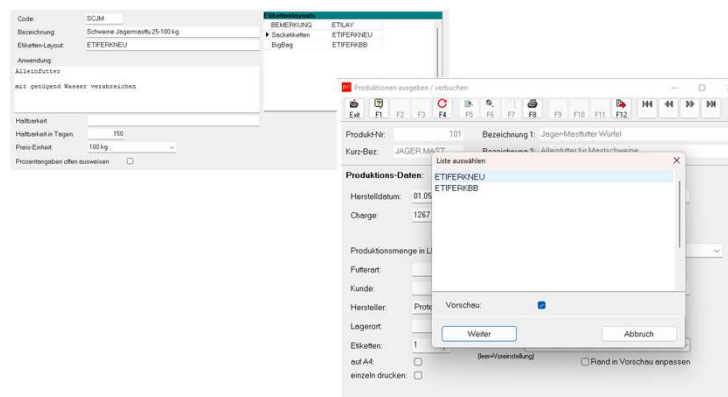 Code: SCJM
Bezeichnung: Schweine Jagermastfu 25-100 kg
Etiketten-Layout: ETIFERKNEU
Anwendung:
Alleinfutter
mit genügend Wasser verabreichen
Haltbarkeit
Haltbarkeit in Tagen 150
Preis-Einheit 100 kg
Prozentangaben offen ausweisen
Etikettenlayouts
BEMERKUNG ETILAY
Sacketiketten ETIFERKNEU
BigBag ETIFERKBB
Produktionen ausgeben / verbuchen
Exit F1 F2 F3 F4 F5 F6 F7 F8 F9 F10 F11 F12
Produkt-Nr: 101 Bezeichnung 1: Jager-Mastfutter Würfel
Kurz-Bez: JAGER MAST Bezeichnung 2: Alleinfutter für Mastschweine
Produktions-Daten:
Liste auswählen
ETIFERKNEU
ETIFERKBB
Herstelldatum: 01.05
Charge: 1267
Produktionsmenge in
Futterart:
Kunde:
Hersteller: Prote
Vorschau:
Lagerort:
Weiter Abbruch
Etiketten: 1
(leer=Voreinstellung)
auf A4: Rand in Vorschau anpassen
einzeln drucken: